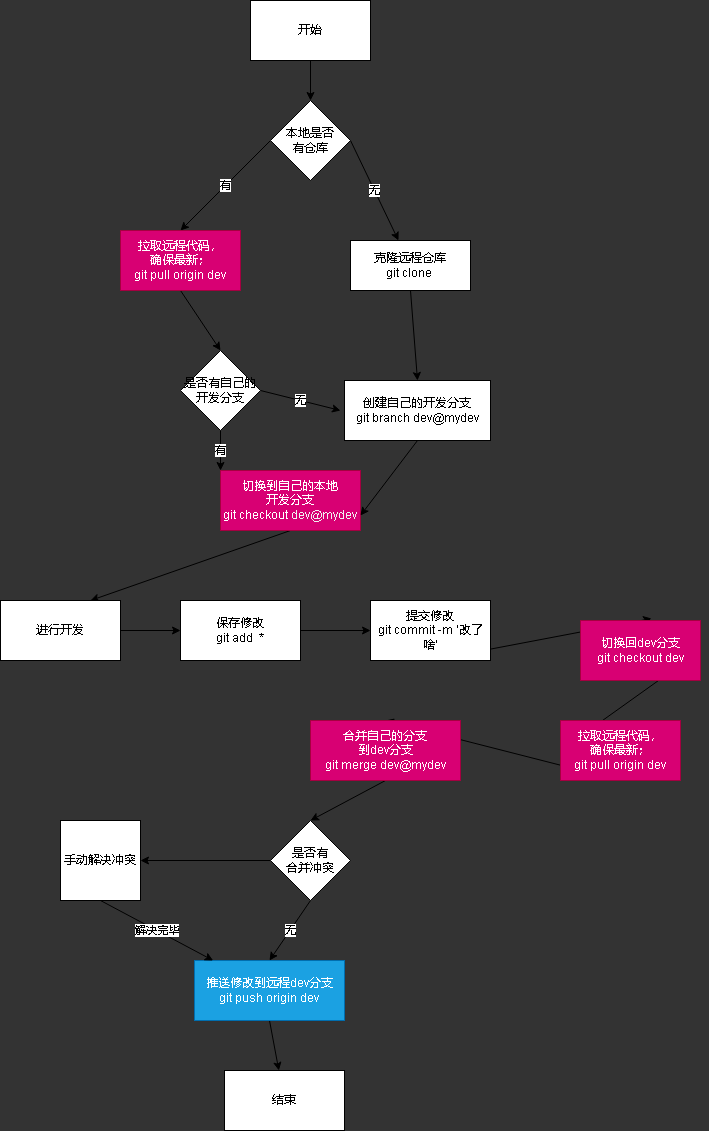 开始
本地是否
有仓库
有
无
拉取远程代码，
确保最新；
git pull origin dev
克隆远程仓库
git clone
是否有自己的
开发分支
无
创建自己的开发分支
git branch dev@mydev
有
切换到自己的本地
开发分支
git checkout dev@mydev
进行开发
保存修改
git add *
提交修改
git commit -m '改了
啥'
切换回dev分支
git checkout dev
拉取远程代码，
确保最新；
git pull origin dev
合并自己的分支
到dev分支
git merge dev@mydev
是否有
合并冲突
手动解决冲突
解决完毕
无
推送修改到远程dev分支
git push origin dev
结束